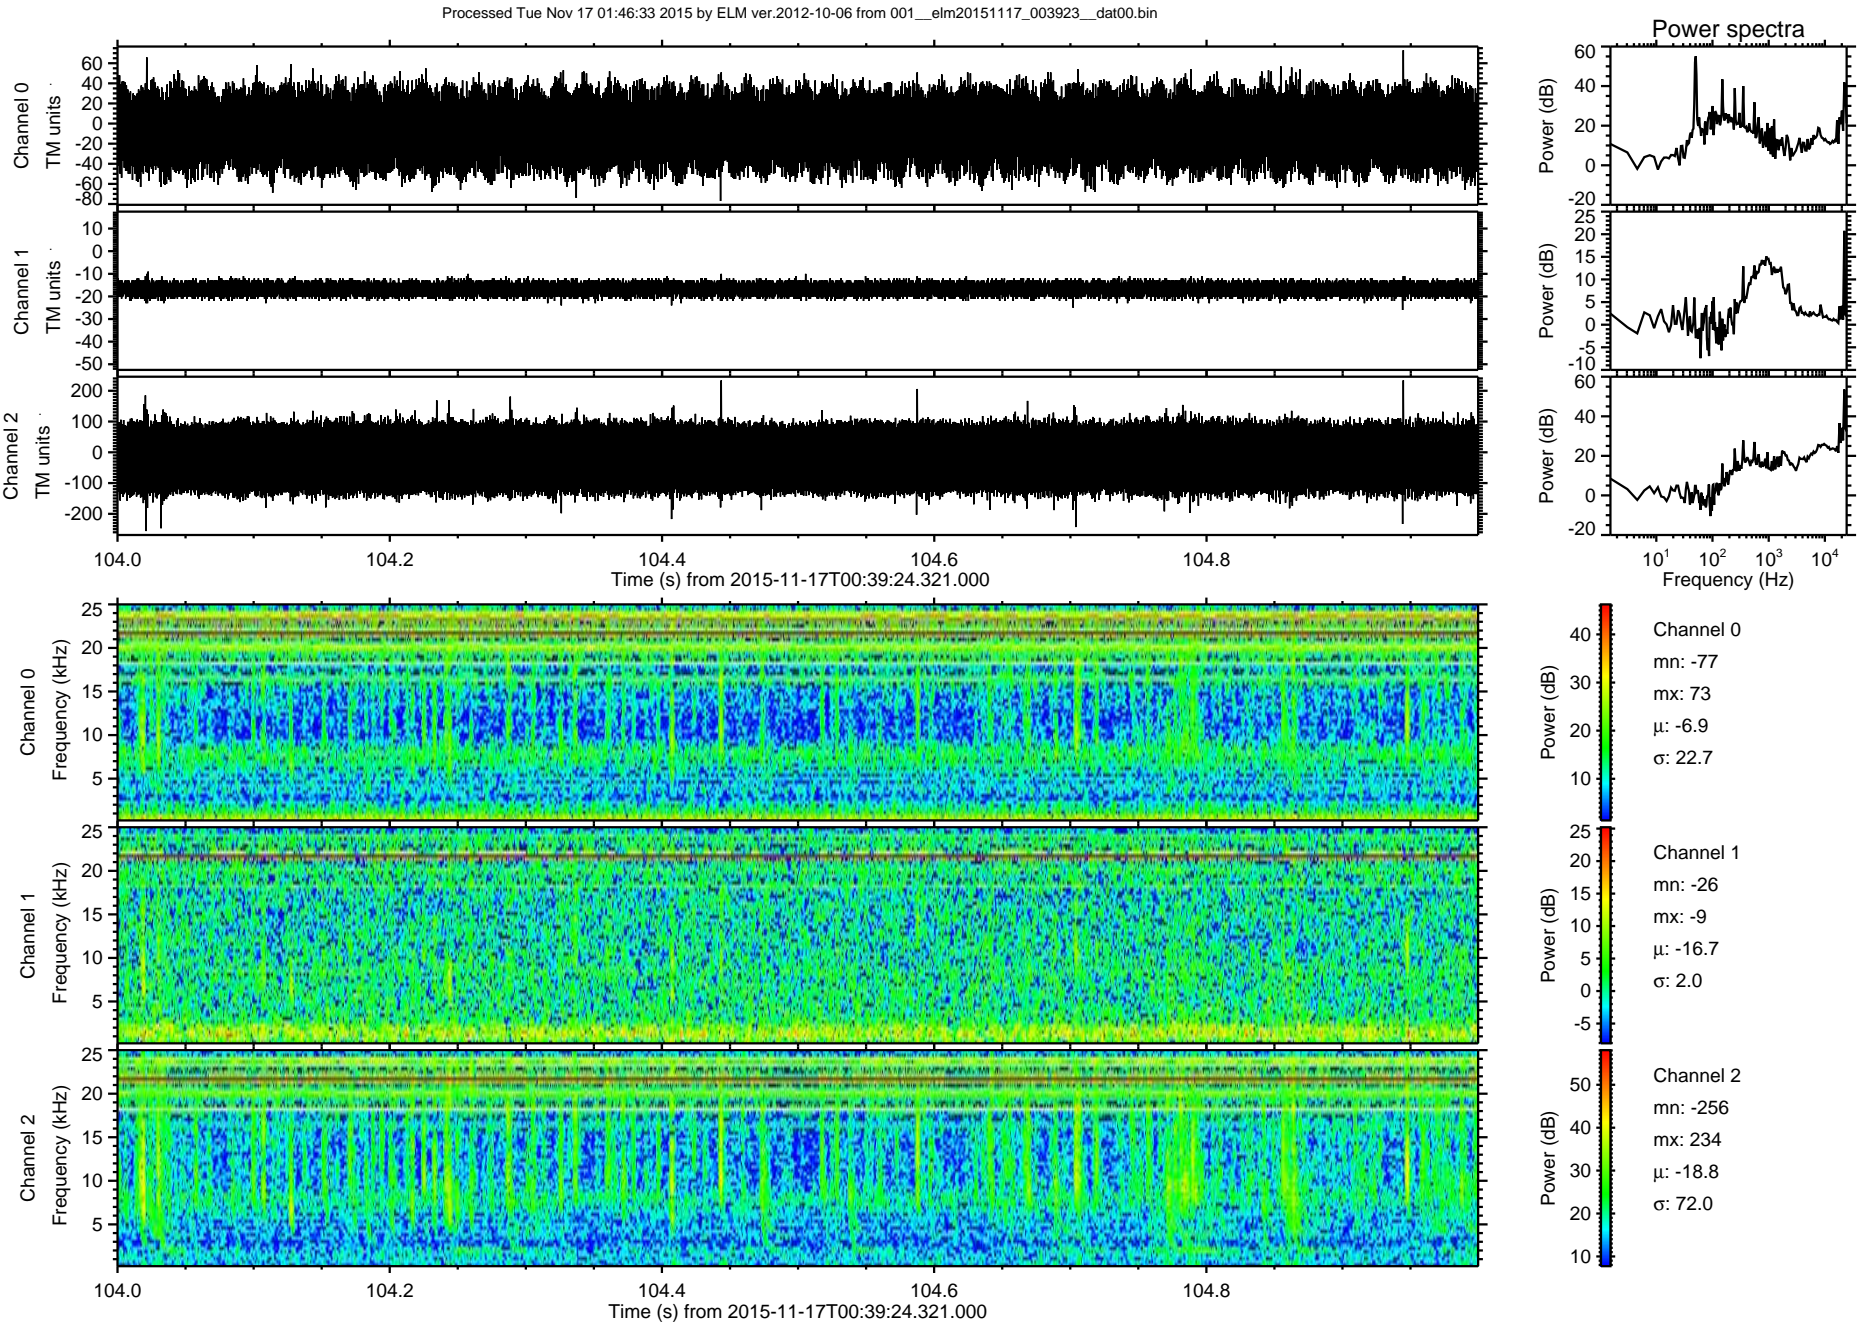 Processed Tue Nov 17 01:46:33 2015 by ELM ver.2012-10-06 from 001__elm20151117_003923__dat00.bin
Power spectra
Channel 0
TM units
60
40
20
0
-20
-40
-60
-80
Power (dB)
60
40
20
0
-20
Channel 1
TM units
10
0
-10
-20
-30
-40
-50
Power (dB)
25
20
15
10
5
0
-5
-10
Channel 2
TM units
200
100
0
-100
-200
Power (dB)
60
40
20
0
-20
104.0 104.2 104.4 104.6 104.8
Time (s) from 2015-11-17T00:39:24.321.000
10¹ 10² 10³ 10⁴
Frequency (Hz)
Channel 0
Frequency (kHz)
25
20
15
10
5
Power (dB)
40
30
20
10
Channel 0
mn: -77
mx: 73
μ: -6.9
σ: 22.7
Channel 1
Frequency (kHz)
25
20
15
10
5
Power (dB)
25
20
15
10
5
0
-5
Channel 1
mn: -26
mx: -9
μ: -16.7
σ: 2.0
Channel 2
Frequency (kHz)
25
20
15
10
5
Power (dB)
50
40
30
20
10
Channel 2
mn: -256
mx: 234
μ: -18.8
σ: 72.0
104.0 104.2 104.4 104.6 104.8
Time (s) from 2015-11-17T00:39:24.321.000